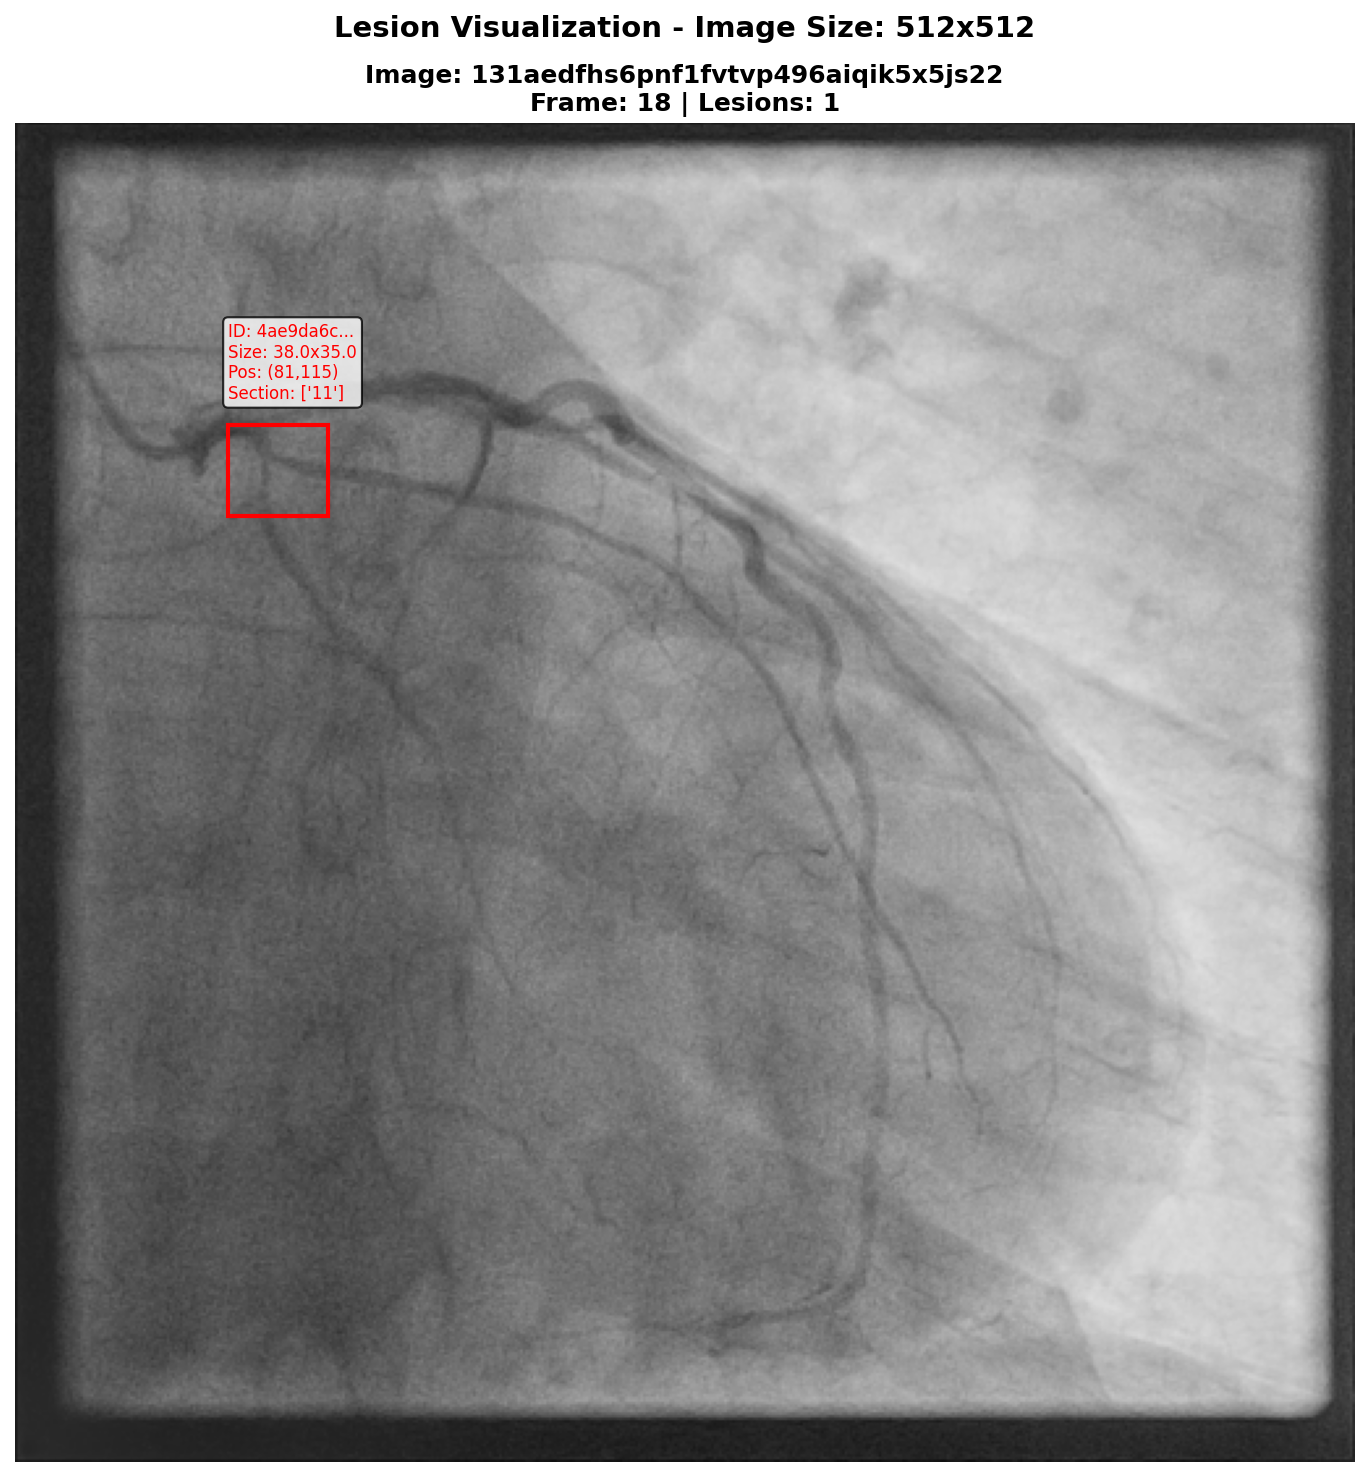 Lesion Visualization - Image Size: 512x512
Image: 131aedfhs6pnf1fvtvp496aiqik5x5js22
Frame: 18 | Lesions: 1
ID: 4ae9da6c...
Size: 38.0x35.0
Pos: (81,115)
Section: ['11']